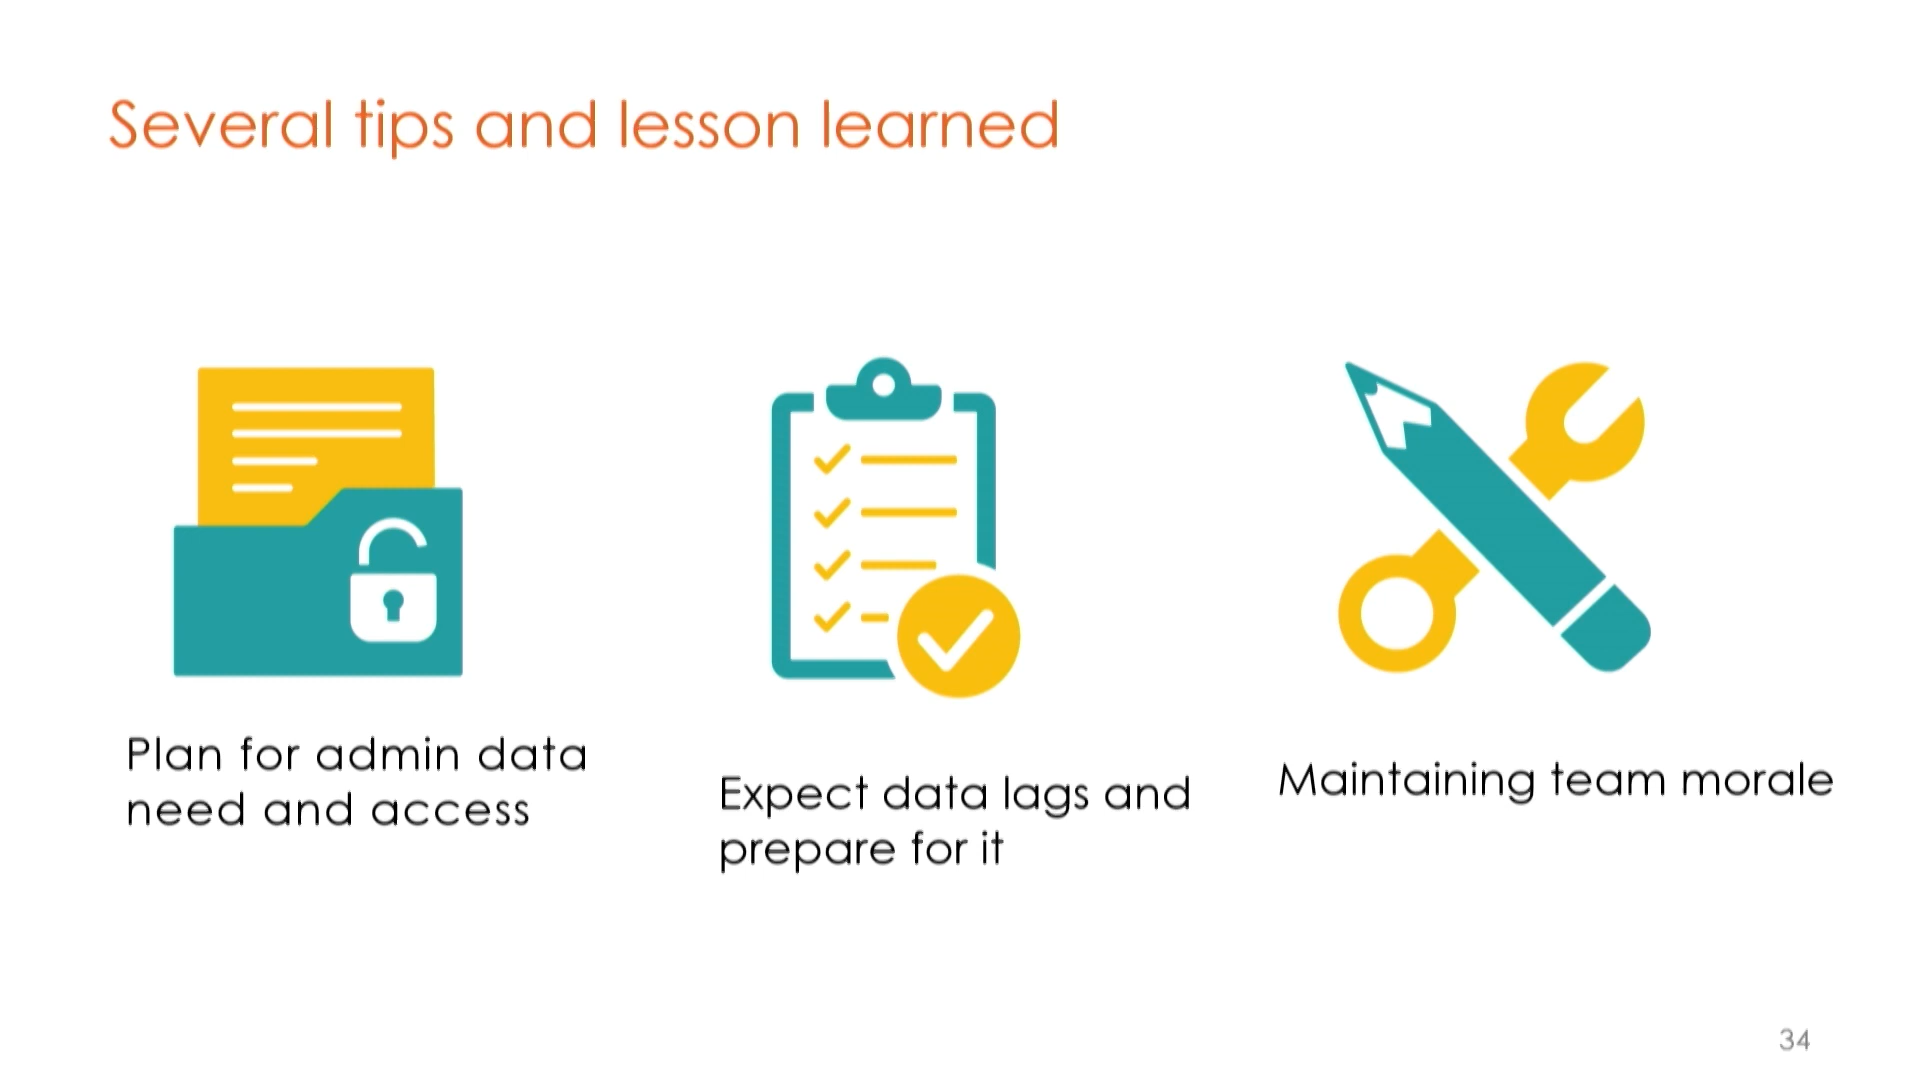 Several tips and lesson learned
Plan for admin data
need and access
Expect data lags and
prepare for it
Maintaining team morale
34